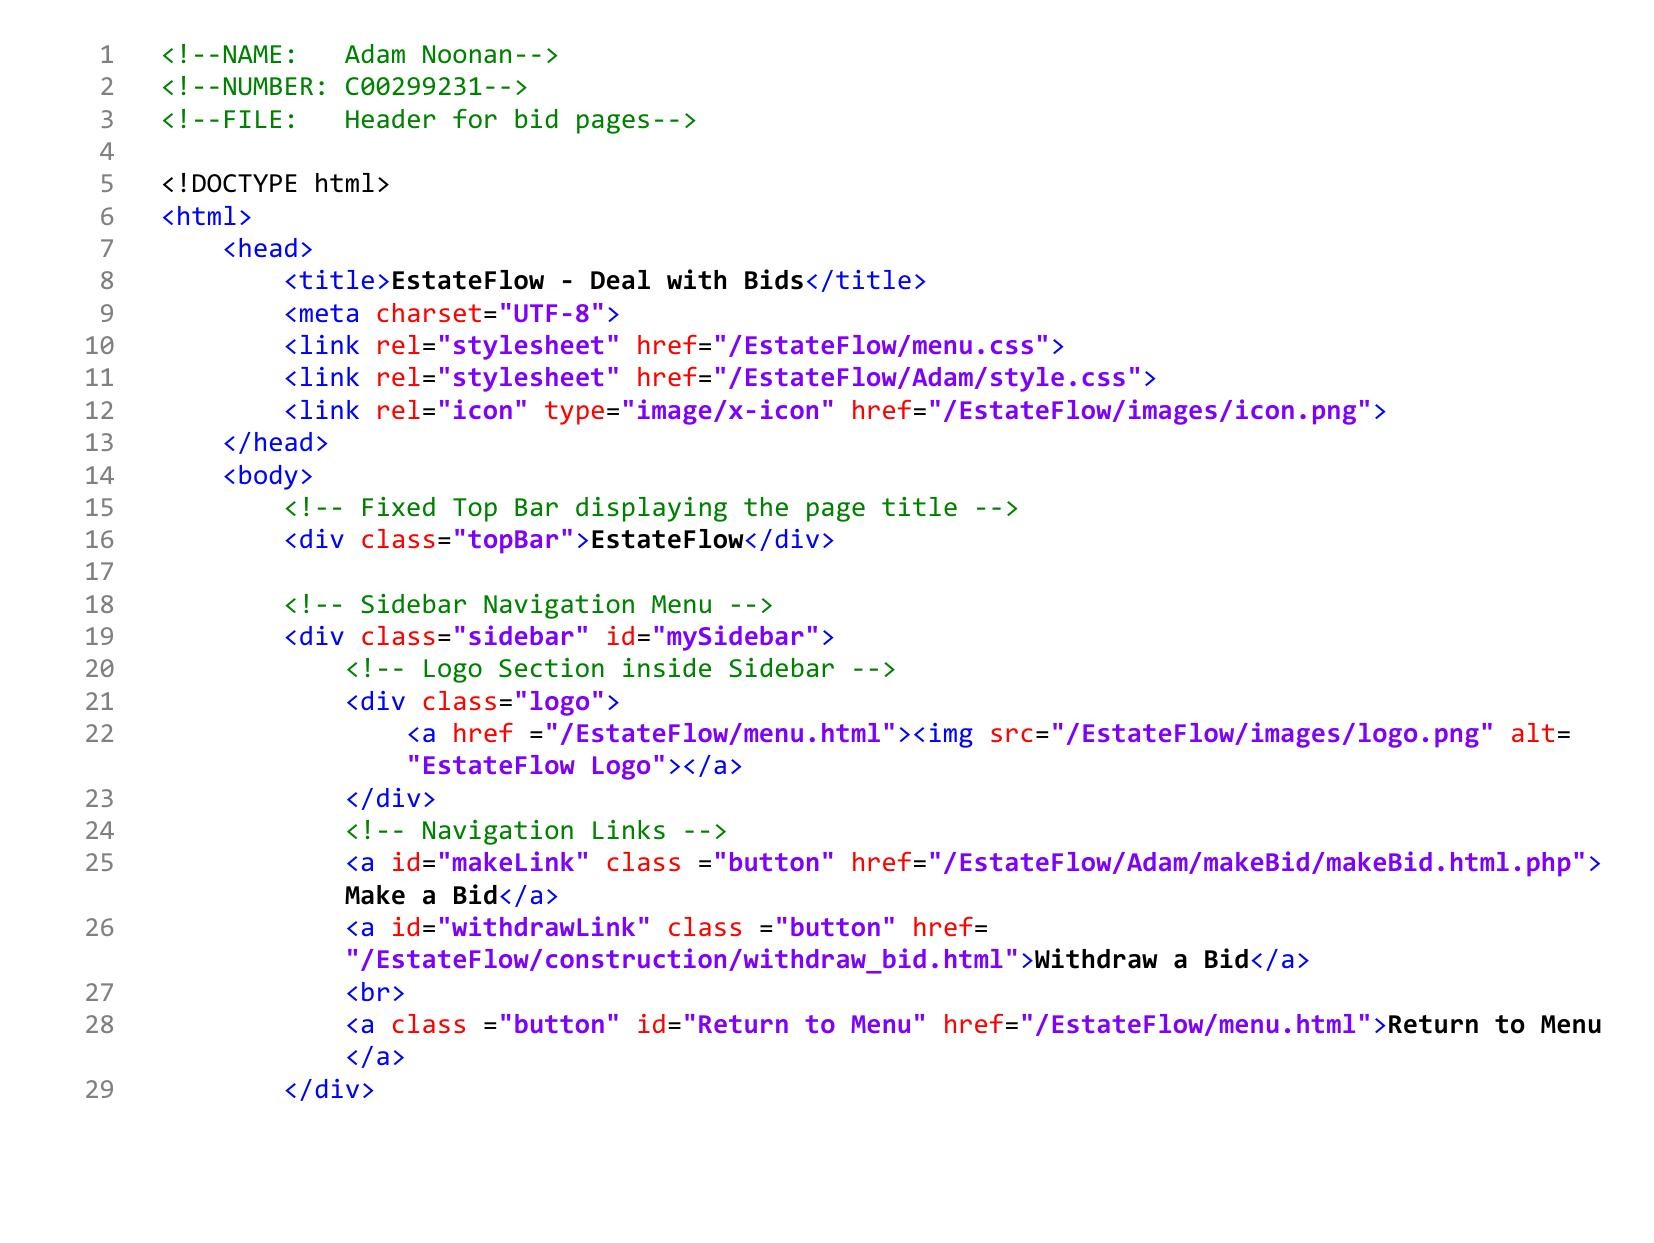 1 <!--NAME:   Adam Noonan-->
2 <!--NUMBER: C00299231-->
3 <!--FILE:   Header for bid pages-->
4
5 <!DOCTYPE html>
6 <html>
7     <head>
8         <title>EstateFlow - Deal with Bids</title>
9         <meta charset="UTF-8">
10         <link rel="stylesheet" href="/EstateFlow/menu.css">
11         <link rel="stylesheet" href="/EstateFlow/Adam/style.css">
12         <link rel="icon" type="image/x-icon" href="/EstateFlow/images/icon.png">
13     </head>
14     <body>
15         <!-- Fixed Top Bar displaying the page title -->
16         <div class="topBar">EstateFlow</div>
17
18         <!-- Sidebar Navigation Menu -->
19         <div class="sidebar" id="mySidebar">
20             <!-- Logo Section inside Sidebar -->
21             <div class="logo">
22                 <a href ="/EstateFlow/menu.html"><img src="/EstateFlow/images/logo.png" alt=
                "EstateFlow Logo"></a>
23             </div>
24             <!-- Navigation Links -->
25             <a id="makeLink" class ="button" href="/EstateFlow/Adam/makeBid/makeBid.html.php">
            Make a Bid</a>
26             <a id="withdrawLink" class ="button" href=
            "/EstateFlow/construction/withdraw_bid.html">Withdraw a Bid</a>
27             <br>
28             <a class ="button" id="Return to Menu" href="/EstateFlow/menu.html">Return to Menu
            </a>
29         </div>